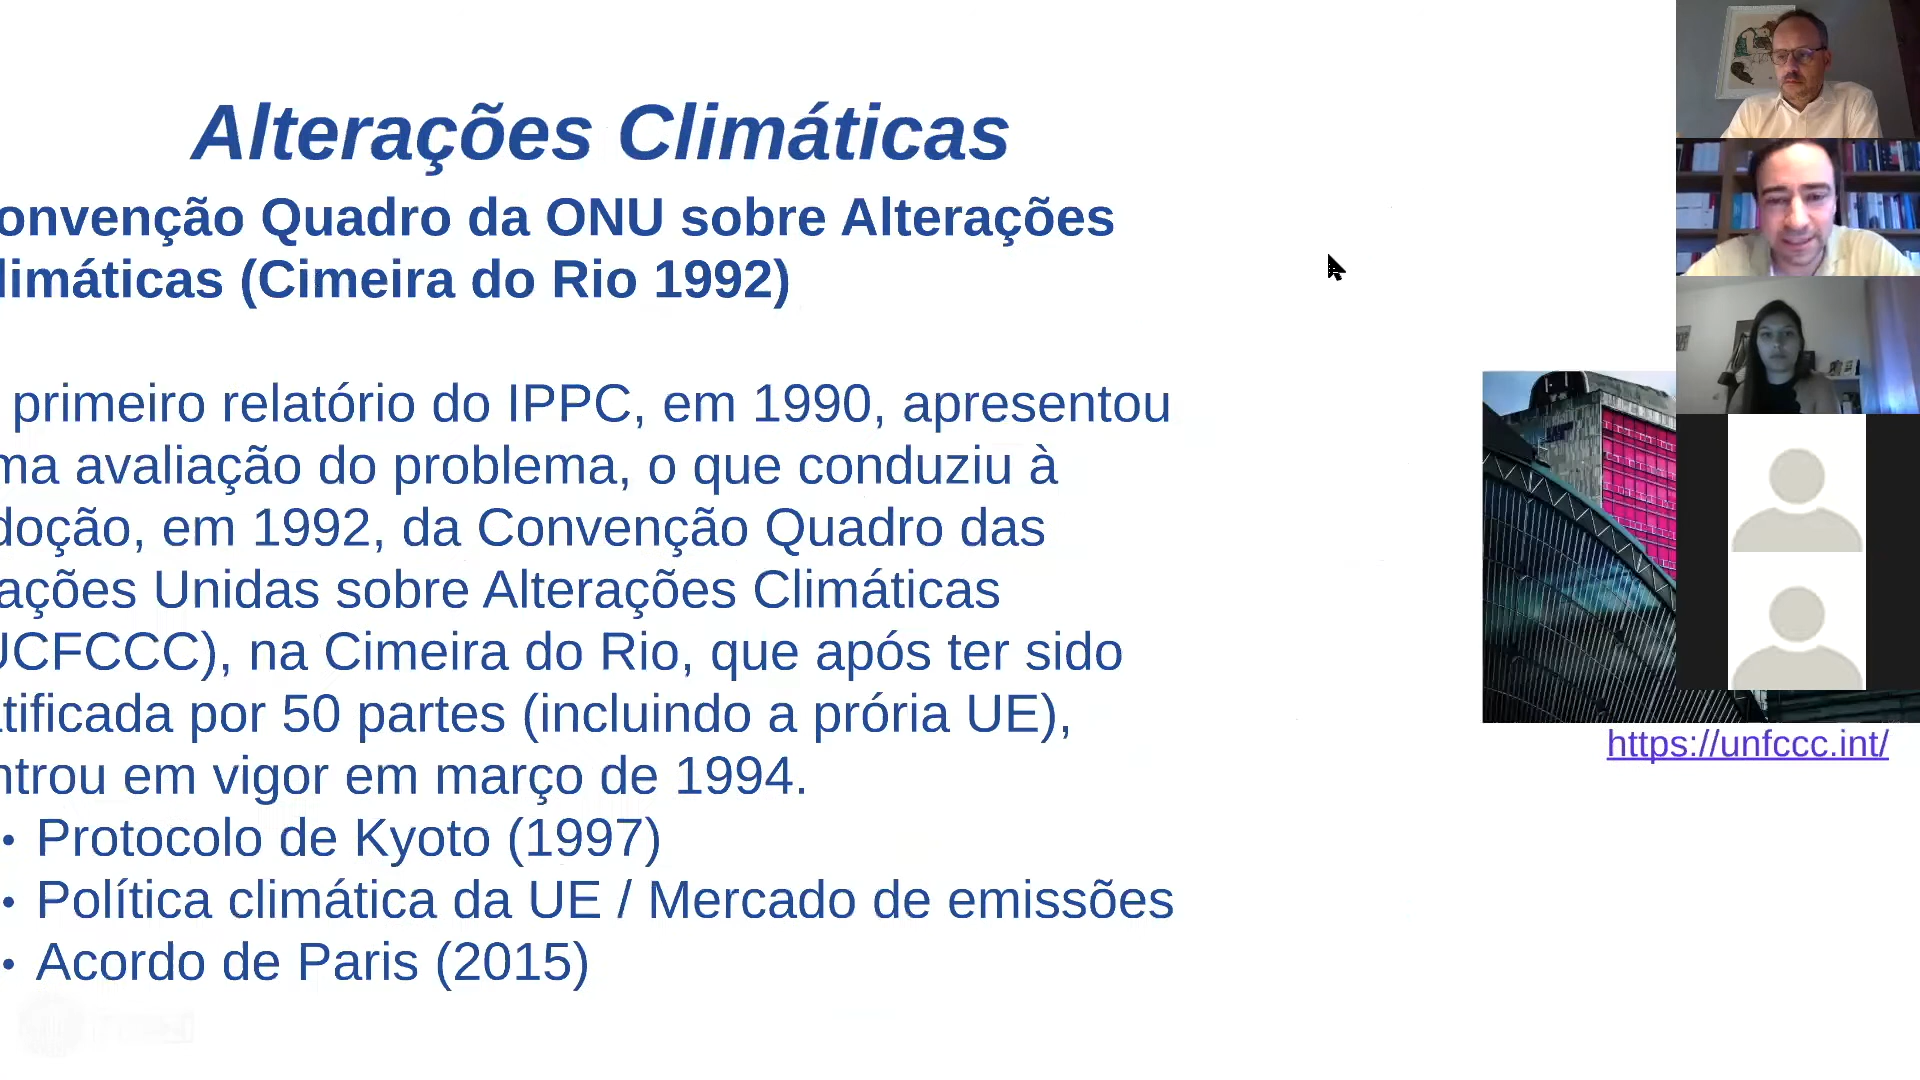 Alterações Climáticas
onvenção Quadro da ONU sobre Alterações
limáticas (Cimeira do Rio 1992)
primeiro relatório do IPPC, em 1990, apresentou
ma avaliação do problema, o que conduziu à
doção, em 1992, da Convenção Quadro das
ações Unidas sobre Alterações Climáticas
UCFCCC), na Cimeira do Rio, que após ter sido
tificada por 50 partes (incluindo a prória UE),
ntrou em vigor em março de 1994.
https://unfccc.int/
• Protocolo de Kyoto (1997)
• Política climática da UE / Mercado de emissões
• Acordo de Paris (2015)